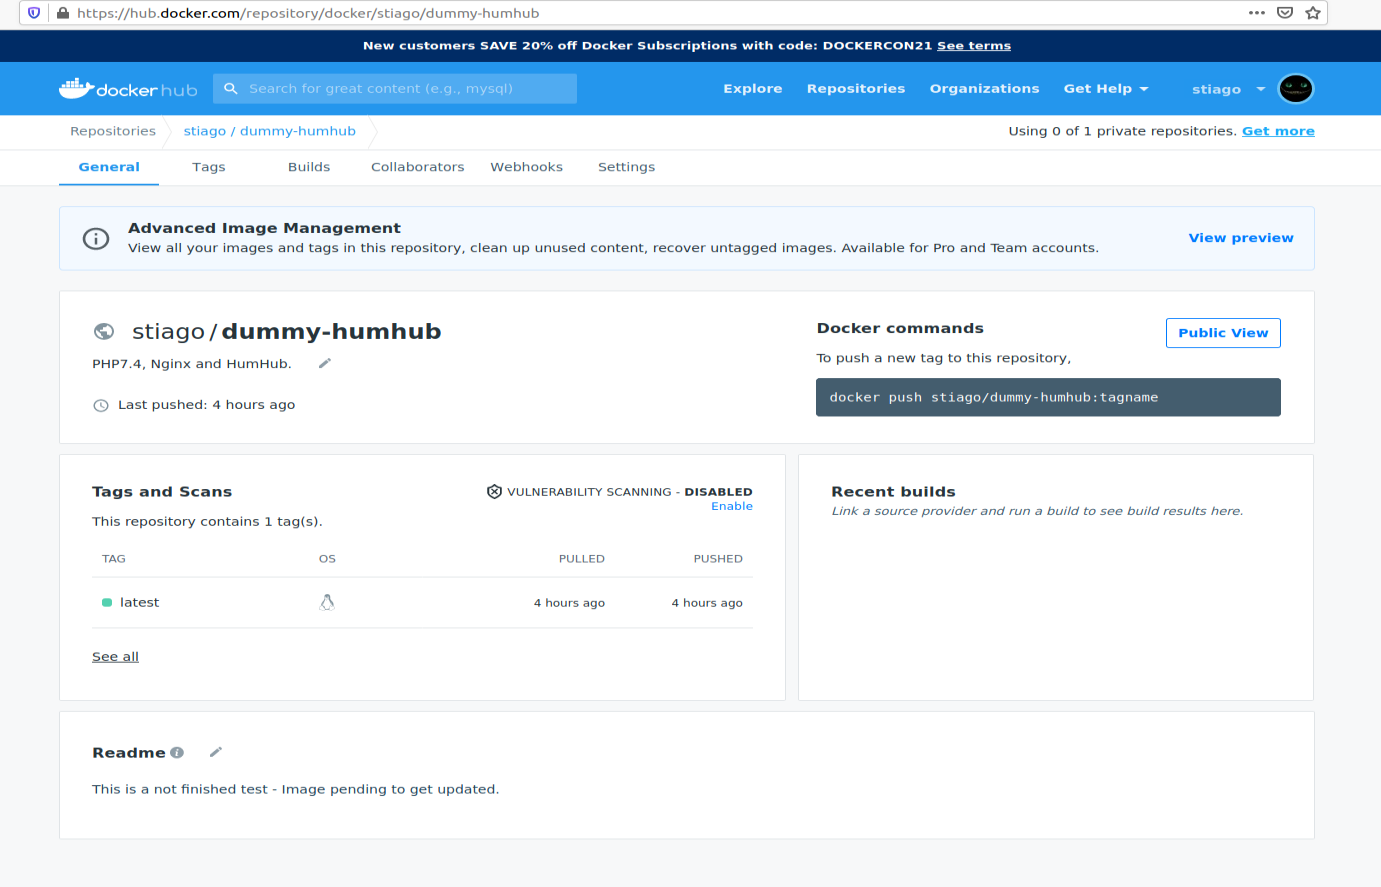 https://hub.docker.com/repository/docker/stiago/dummy-humhub
New customers SAVE 20% off Docker Subscriptions with code: DOCKERCON21 See terms
docker hub Search for great content (e.g., mysql) Explore Repositories Organizations Get Help stiago
Repositories stiago / dummy-humhub Using 0 of 1 private repositories. Get more
General Tags Builds Collaborators Webhooks Settings
Advanced Image Management
View all your images and tags in this repository, clean up unused content, recover untagged images. Available for Pro and Team accounts.
View preview
stiago / dummy-humhub
PHP7.4, Nginx and HumHub.
Last pushed: 4 hours ago
Docker commands
Public View
To push a new tag to this repository,
docker push stiago/dummy-humhub:tagname
Tags and Scans
VULNERABILITY SCANNING - DISABLED
Enable
This repository contains 1 tag(s).
TAG OS PULLED PUSHED
latest 4 hours ago 4 hours ago
See all
Recent builds
Link a source provider and run a build to see build results here.
Readme
This is a not finished test - Image pending to get updated.